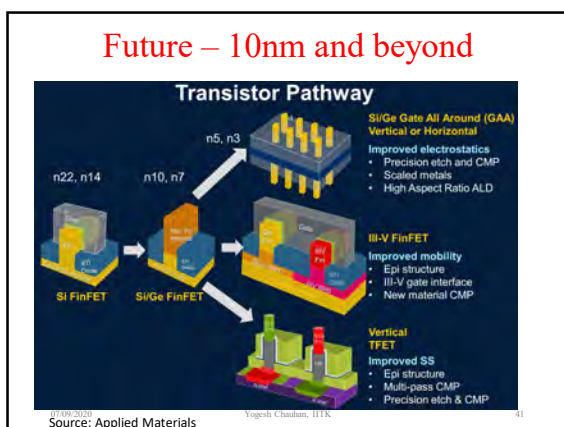 Future – 10nm and beyond
Transistor Pathway
n22, n14
n10, n7
n5, n3
Si FinFET
Si/Ge FinFET
Gate
Si/Ge Gate All Around (GAA)
Vertical or Horizontal
Improved electrostatics
• Precision etch and CMP
• Scaled metals
• High Aspect Ratio ALD
III-V FinFET
Improved mobility
• Epi structure
• III-V gate interface
• New material CMP
Vertical
TFET
Improved SS
• Epi structure
• Multi-pass CMP
• Precision etch & CMP
07/09/2020
Yogesh Chauhan, IITK
41
Source: Applied Materials